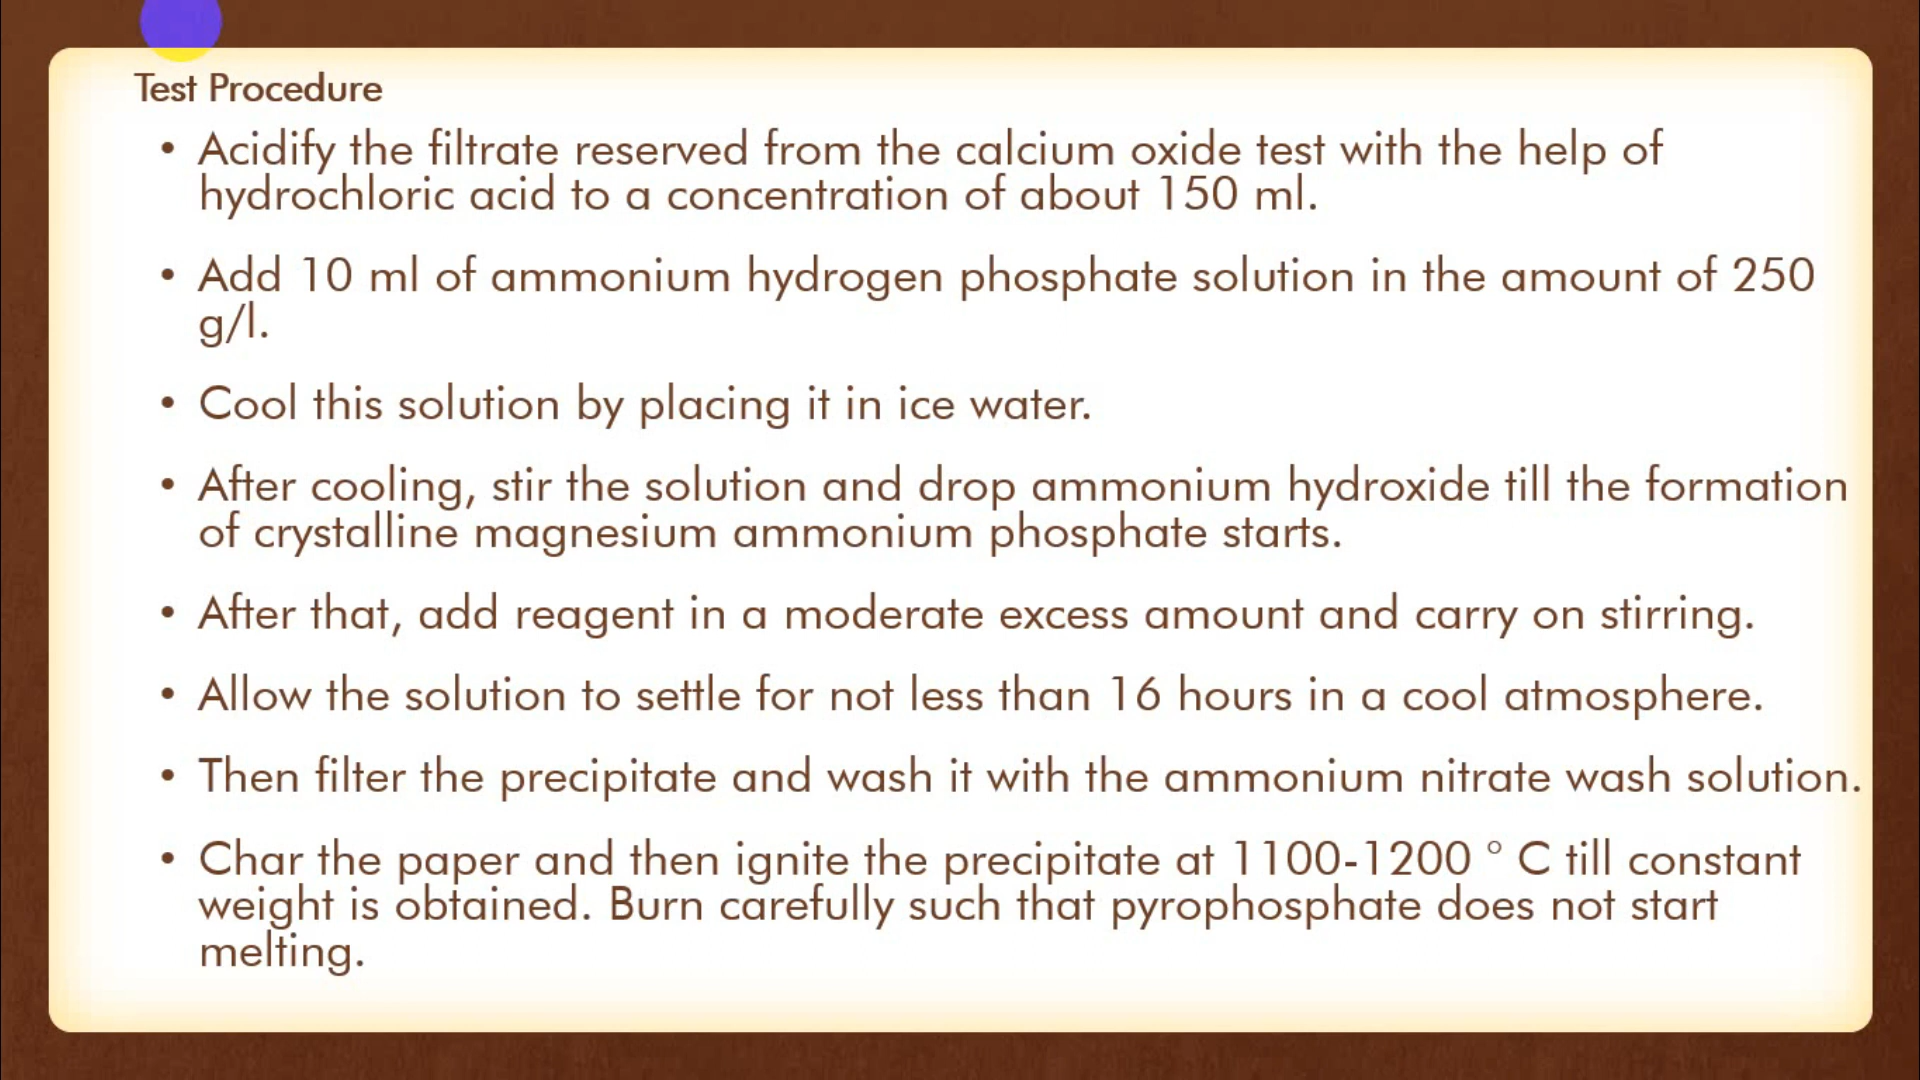 Test Procedure
• Acidify the filtrate reserved from the calcium oxide test with the help of
hydrochloric acid to a concentration of about 150 ml.
• Add 10 ml of ammonium hydrogen phosphate solution in the amount of 250
g/l.
• Cool this solution by placing it in ice water.
• After cooling, stir the solution and drop ammonium hydroxide till the formation
of crystalline magnesium ammonium phosphate starts.
• After that, add reagent in a moderate excess amount and carry on stirring.
• Allow the solution to settle for not less than 16 hours in a cool atmosphere.
• Then filter the precipitate and wash it with the ammonium nitrate wash solution.
• Char the paper and then ignite the precipitate at 1100-1200 ° C till constant
weight is obtained. Burn carefully such that pyrophosphate does not start
melting.